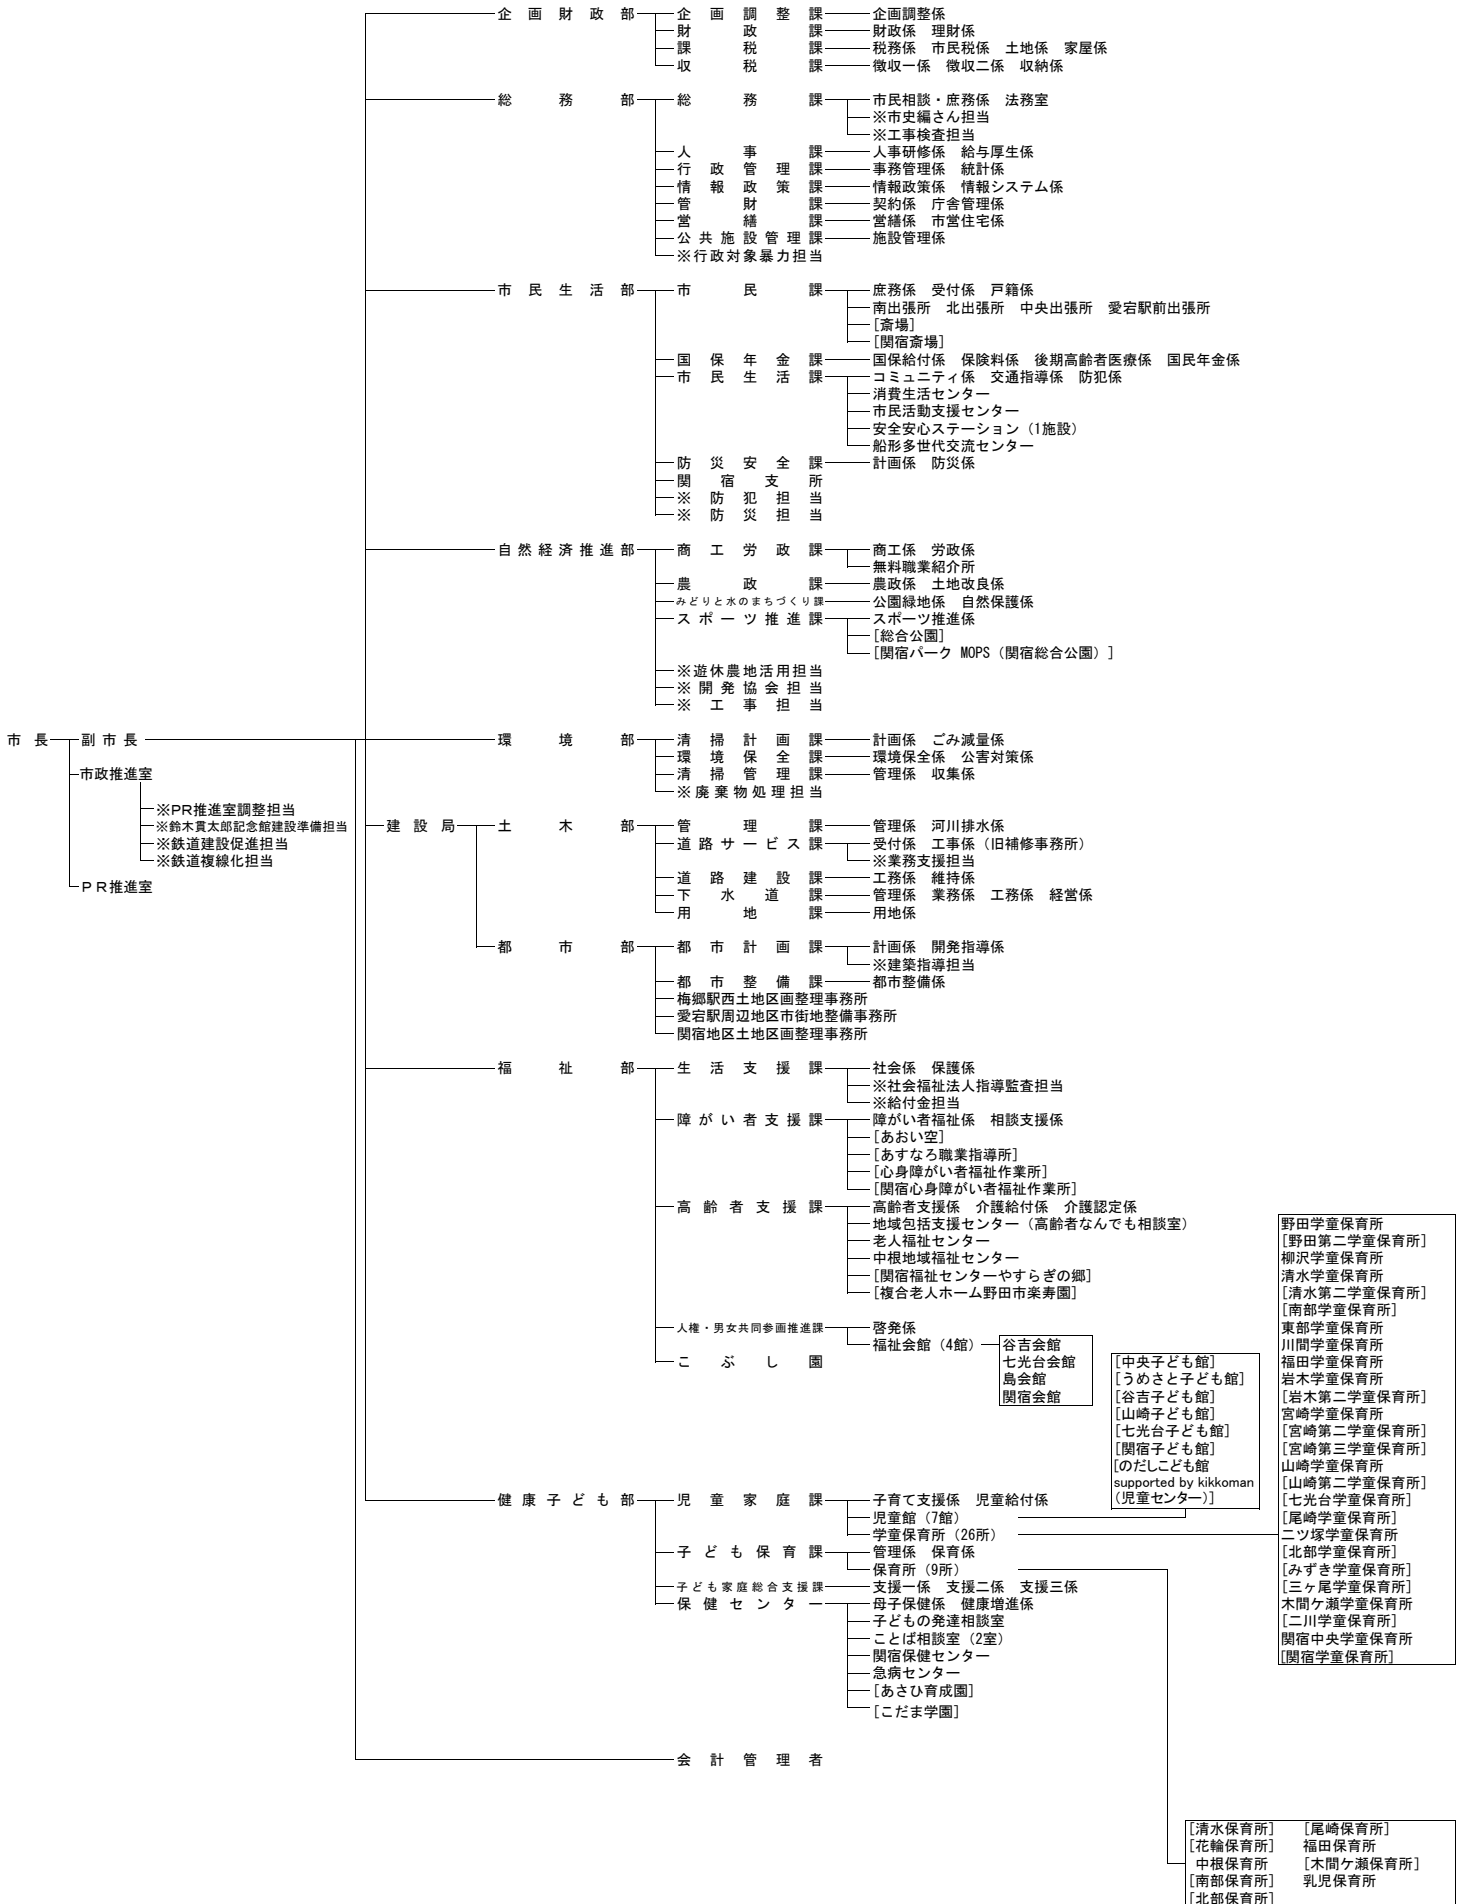 企画財政部 企画調整課 企画調整係
財政課 財政係 理財係
課税課 税務係 市民税係 土地係 家屋係
収税課 徴収一係 徴収二係 収納係
総務部 総務課 市民相談・庶務係 法務室
※市史編さん担当
※工事検査担当
人事課 人事研修係 給与厚生係
行政管理課 事務管理係 統計係
情報政策課 情報政策係 情報システム係
管財課 契約係 庁舎管理係
営繕課 営繕係 市営住宅係
公共施設管理課 施設管理係
※行政対象暴力担当
市民生活部 市民課 庶務係 受付係 戸籍係
南出張所 北出張所 中央出張所 愛宕駅前出張所
[斎場]
[関宿斎場]
国保年金課 国保給付係 保険料係 後期高齢者医療係 国民年金係
市民生活課 コミュニティ係 交通指導係 防犯係
消費生活センター
市民活動支援センター
安全安心ステーション（1施設）
船形多世代交流センター
防災安全課 計画係 防災係
関宿支所
※防犯担当
※防災担当
自然経済推進部 商工労政課 商工係 労政係
無料職業紹介所
農政課 農政係 土地改良係
みどりと水のまちづくり課 公園緑地係 自然保護係
スポーツ推進課 スポーツ推進係
[総合公園]
[関宿パーク MOPS（関宿総合公園）]
※遊休農地活用担当
※開発協会担当
※工事担当
市長 副市長 環境部 清掃計画課 計画係 ごみ減量係
環境保全課 環境保全係 公害対策係
市政推進室 清掃管理課 管理係 収集係
※廃棄物処理担当
※PR推進室調整担当
※鈴木貫太郎記念館建設準備担当 建設局 土木部 管理課 管理係 河川排水係
※鉄道建設促進担当 道路サービス課 受付係 工事係（旧補修事務所）
※鉄道複線化担当 ※業務支援担当
道路建設課 工務係 維持係
ＰＲ推進室 下水道課 管理係 業務係 工務係 経営係
用地課 用地係
都市部 都市計画課 計画係 開発指導係
※建築指導担当
都市整備課 都市整備係
梅郷駅西土地区画整理事務所
愛宕駅周辺地区市街地整備事務所
関宿地区土地区画整理事務所
福祉部 生活支援課 社会係 保護係
※社会福祉法人指導監査担当
※給付金担当
障がい者支援課 障がい者福祉係 相談支援係
[あおい空]
[あすなろ職業指導所]
[心身障がい者福祉作業所]
[関宿心身障がい者福祉作業所]
高齢者支援課 高齢者支援係 介護給付係 介護認定係
地域包括支援センター（高齢者なんでも相談室）
老人福祉センター
中根地域福祉センター
[関宿福祉センターやすらぎの郷]
[複合老人ホーム野田市楽寿園]
人権・男女共同参画推進課 啓発係
福祉会館（4館） 谷吉会館
こぶし園 七光台会館
島会館
関宿会館
[中央子ども館]
[うめさと子ども館]
[谷吉子ども館]
[山崎子ども館]
[七光台子ども館]
[関宿子ども館]
[のだしこども館
supported by kikkoman
（児童センター）]
野田学童保育所
[野田第二学童保育所]
柳沢学童保育所
清水学童保育所
[清水第二学童保育所]
[南部学童保育所]
東部学童保育所
川間学童保育所
福田学童保育所
岩木学童保育所
[岩木第二学童保育所]
宮崎学童保育所
[宮崎第二学童保育所]
[宮崎第三学童保育所]
山崎学童保育所
[山崎第二学童保育所]
[七光台学童保育所]
[尾崎学童保育所]
二ツ塚学童保育所
[北部学童保育所]
[みずき学童保育所]
[三ヶ尾学童保育所]
木間ケ瀬学童保育所
[二川学童保育所]
関宿中央学童保育所
[関宿学童保育所]
健康子ども部 児童家庭課 子育て支援係 児童給付係
児童館（7館）
学童保育所（26所）
子ども保育課 管理係 保育係
保育所（9所）
子ども家庭総合支援課 支援一係 支援二係 支援三係
保健センター 母子保健係 健康増進係
子どもの発達相談室
ことば相談室（2室）
関宿保健センター
急病センター
[あさひ育成園]
[こだま学園]
会計管理者
[清水保育所] [尾崎保育所]
[花輪保育所] 福田保育所
中根保育所 [木間ケ瀬保育所]
[南部保育所] 乳児保育所
[北部保育所]